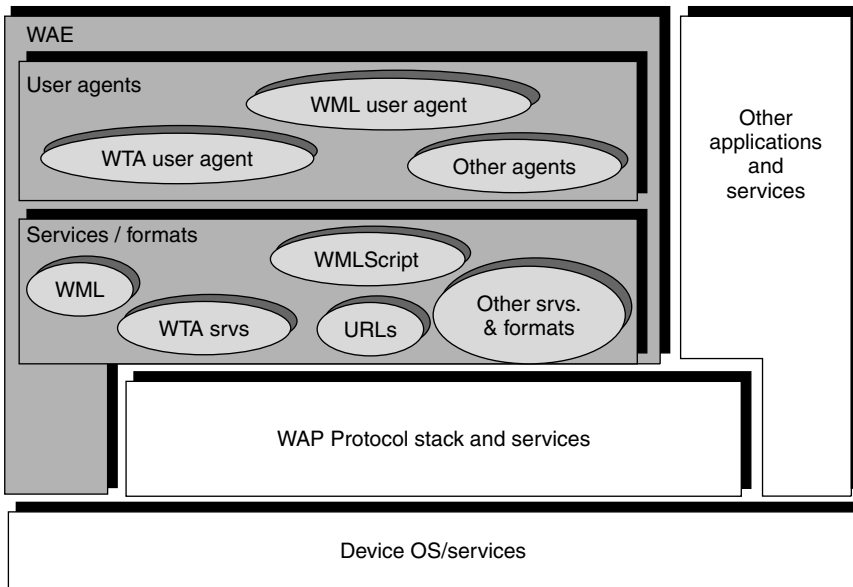 WAE
User agents
WML user agent
WTA user agent
Other agents
Services / formats
WMLScript
WML
Other srvs.
& formats
WTA srvs
URLs
Other
applications
and
services
WAP Protocol stack and services
Device OS/services